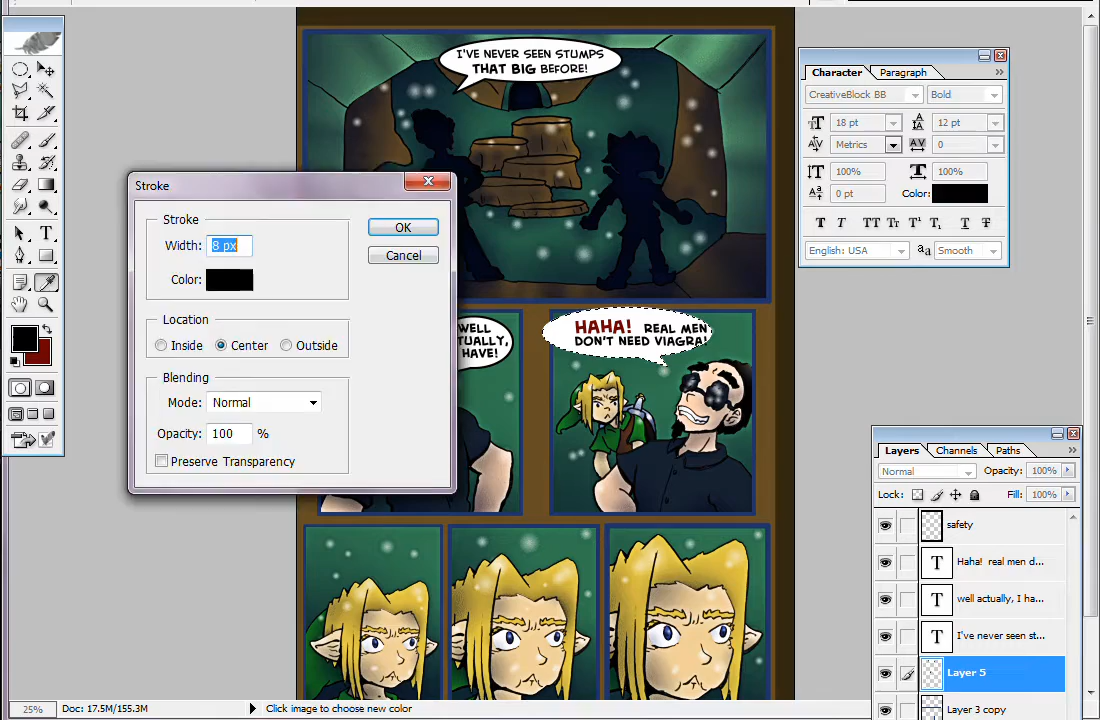 I'VE NEVER SEEN STUMPS
THAT BIG BEFORE!
Character
Paragraph
CreativeBlock BB
Bold
18 pt
12 pt
Metrics
0
100%
100%
0 pt
Color:
English: USA
aa
Smooth
Stroke
Stroke
Width:
8 px
Color:
OK
Cancel
Location
Inside
Center
Outside
Blending
Mode:
Normal
Opacity:
100
%
Preserve Transparency
WELL
TUALLY,
HAVE!
HAHA! REAL MEN
DON'T NEED VIAGRA!
Layers
Channels
Paths
Normal
Opacity:
100%
Lock:
Fill:
100%
safety
Haha! real men d...
well actually, I ha...
I've never seen st...
Layer 5
Layer 3 copy
25%
Doc: 17.5M/155.3M
Click image to choose new color